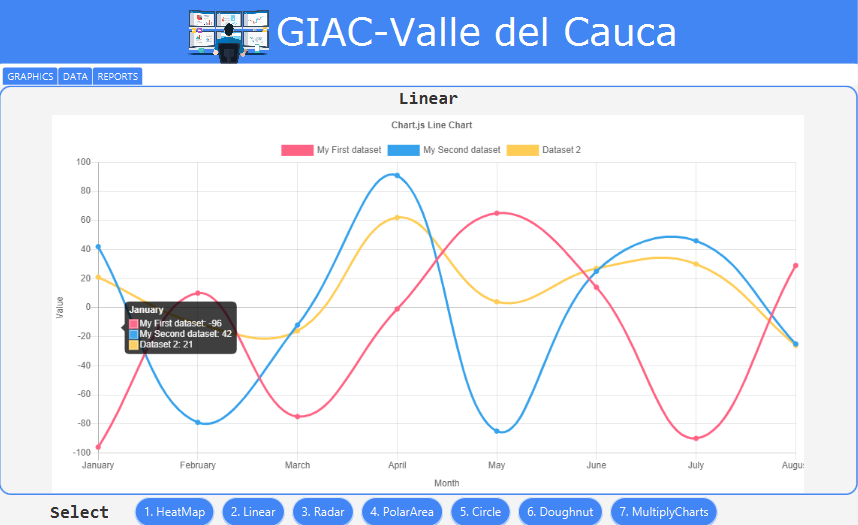 GIAC-Valle del Cauca
GRAPHICS DATA REPORTS
Linear
Chart.js Line Chart
My First dataset My Second dataset Dataset 2
100
80
60
40
20
0
-20
-40
-60
-80
-100
Value
January
My First dataset: -96
My Second dataset: 42
Dataset 2: 21
January February March April May June July Augu
Month
Select 1. HeatMap 2. Linear 3. Radar 4. PolarArea 5. Circle 6. Doughnut 7. MultiplyCharts